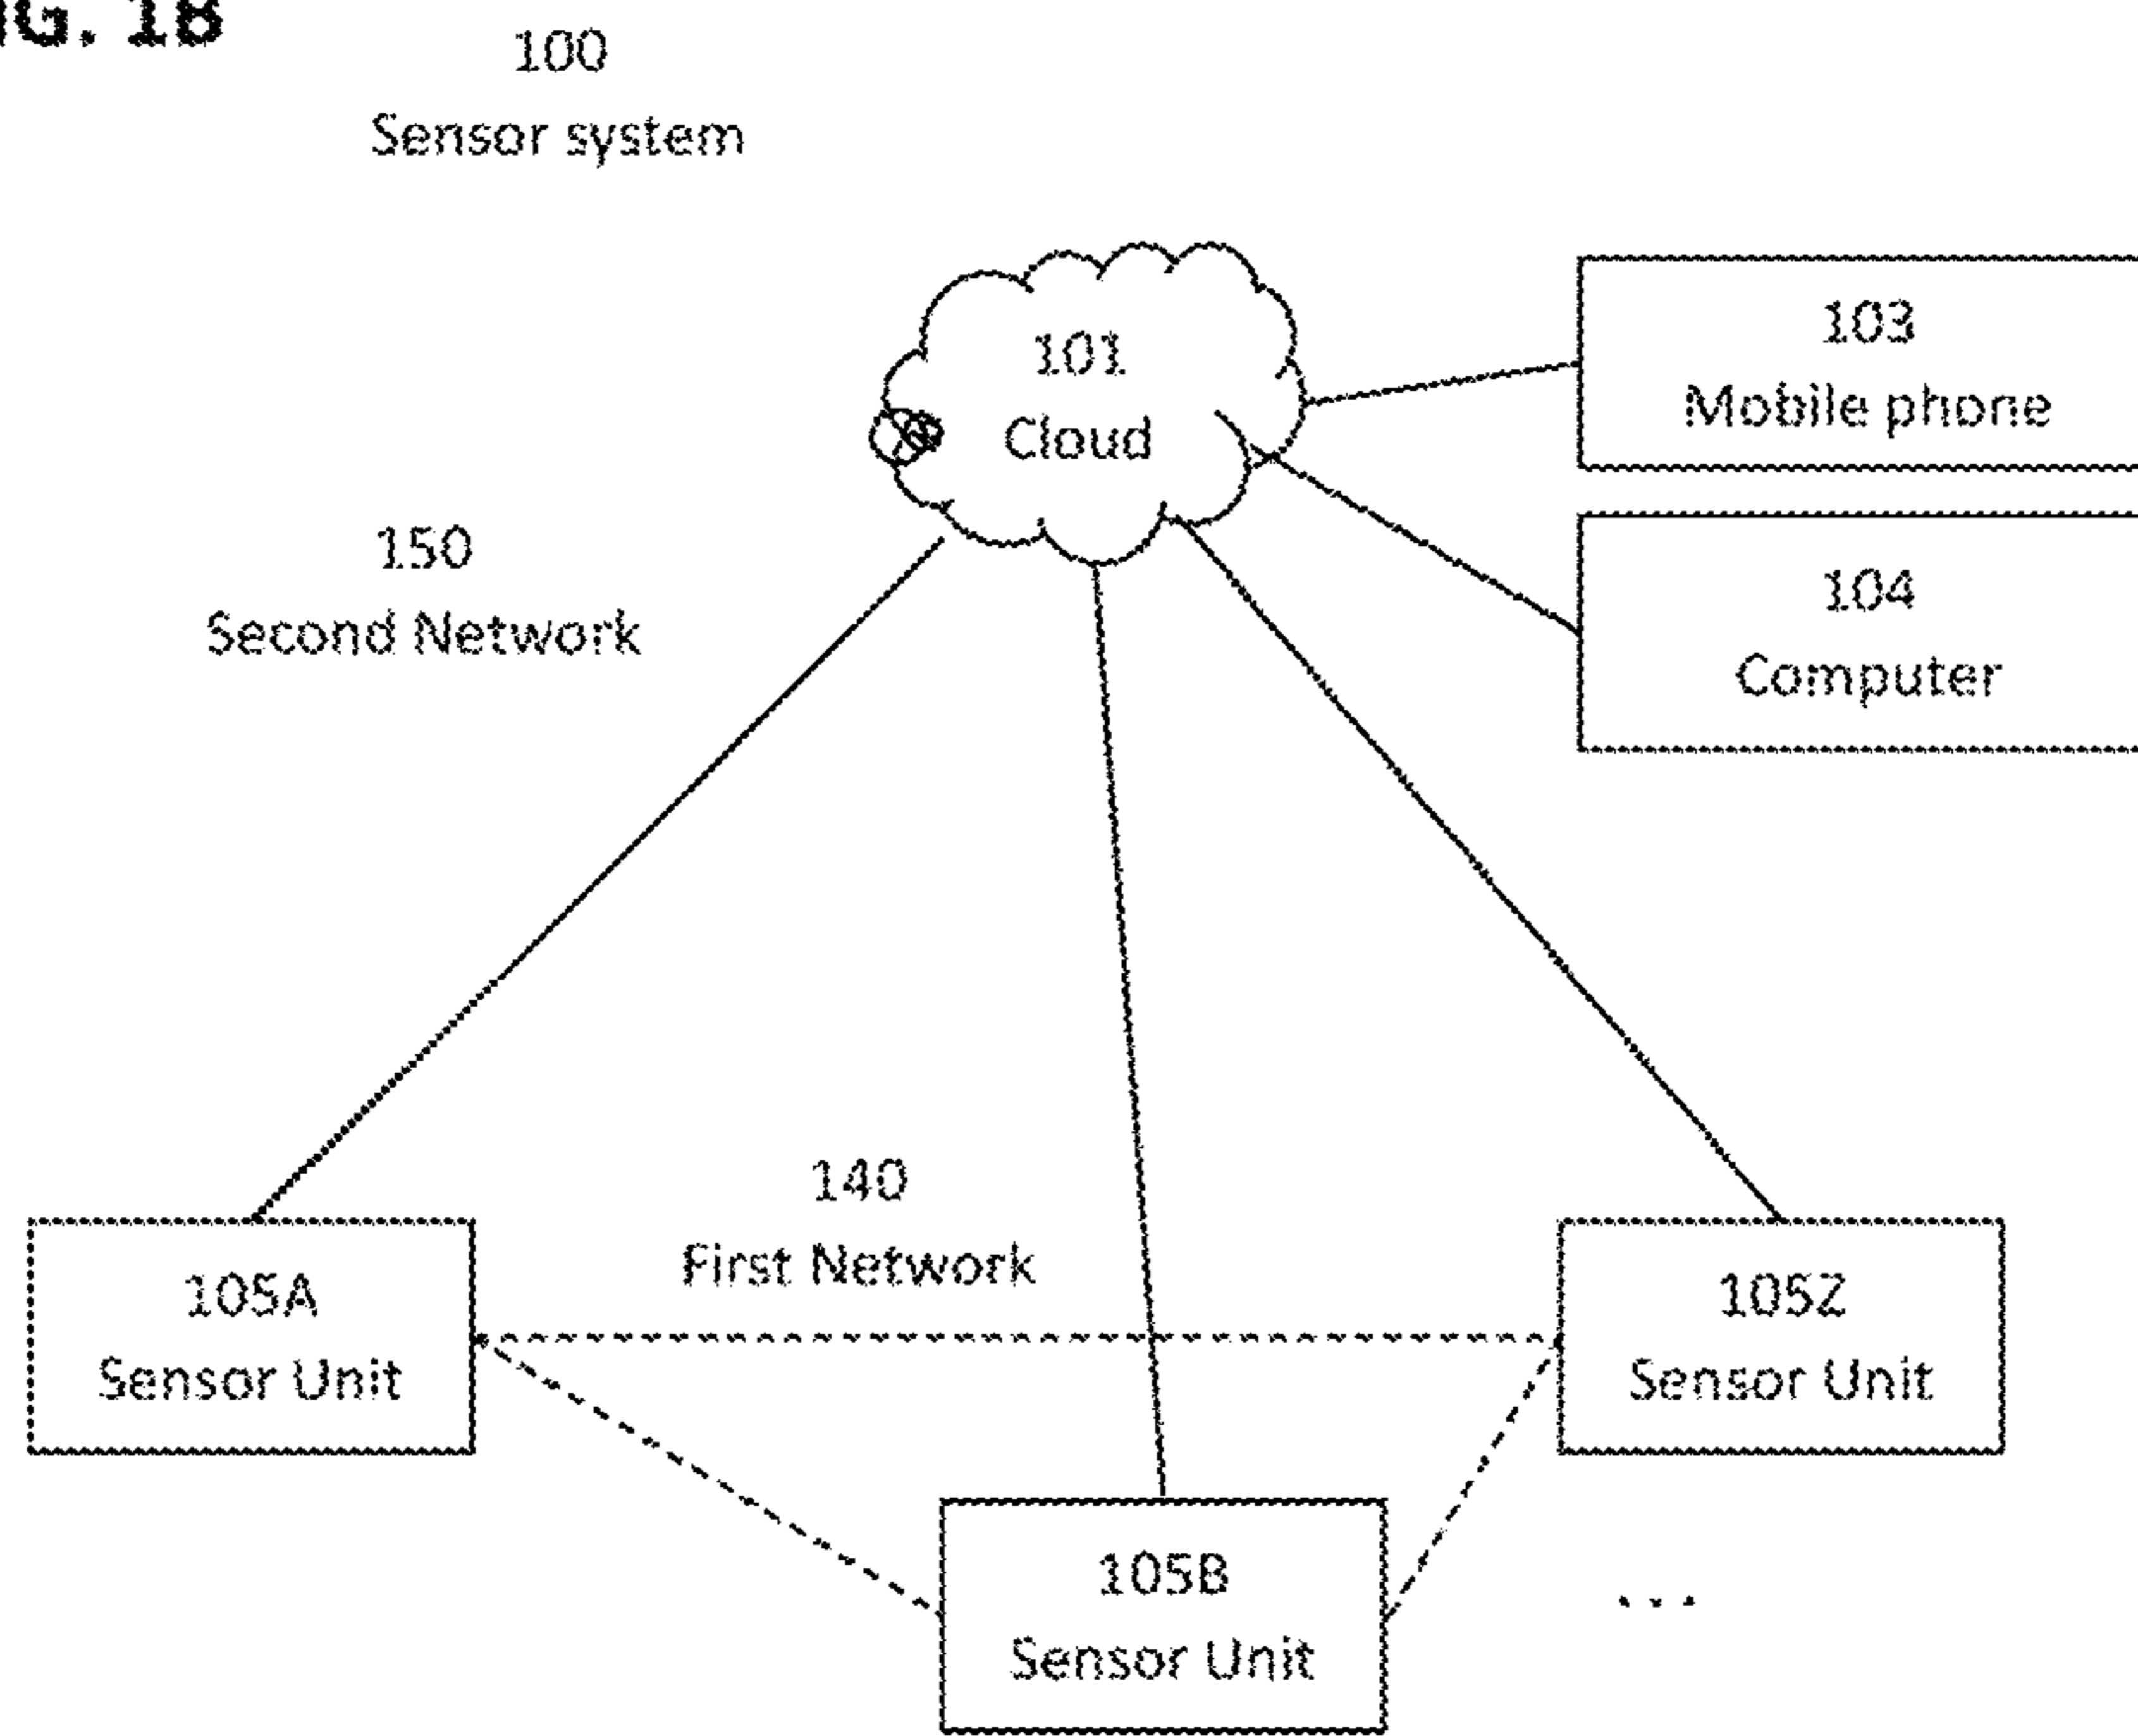 FIG. 1B
100
Sensor system
101
Cloud
103
Mobile phone
150
Second Network
104
Computer
140
First Network
105A
Sensor Unit
105Z
Sensor Unit
105B
Sensor Unit
...